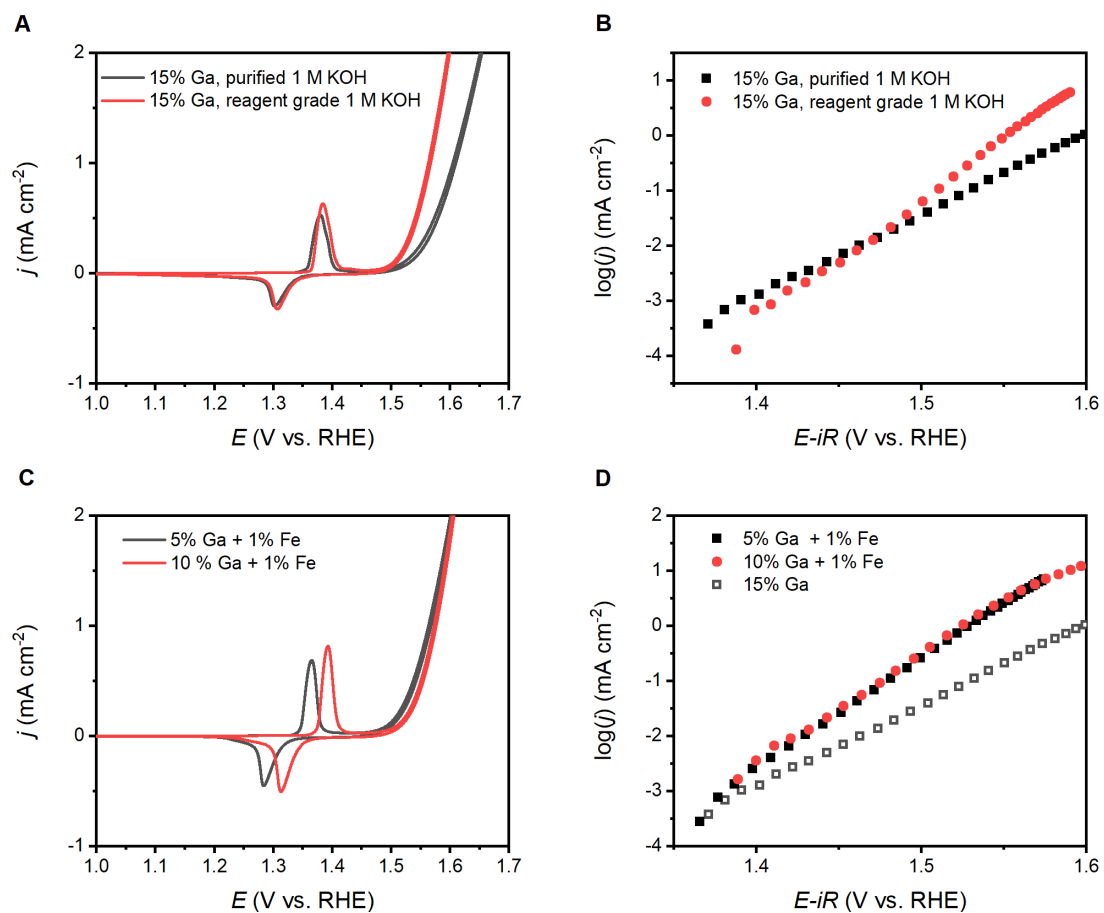 A
2
1
0
-1
j (mA cm⁻²)
15% Ga, purified 1 M KOH
15% Ga, reagent grade 1 M KOH
1.0 1.1 1.2 1.3 1.4 1.5 1.6 1.7
E (V vs. RHE)
B
1
0
-1
-2
-3
-4
log(j) (mA cm⁻²)
15% Ga, purified 1 M KOH
15% Ga, reagent grade 1 M KOH
1.4 1.5 1.6
E-iR (V vs. RHE)
C
2
1
0
-1
j (mA cm⁻²)
5% Ga + 1% Fe
10 % Ga + 1% Fe
1.0 1.1 1.2 1.3 1.4 1.5 1.6 1.7
E (V vs. RHE)
D
2
1
0
-1
-2
-3
-4
log(j) (mA cm⁻²)
5% Ga + 1% Fe
10% Ga + 1% Fe
15% Ga
1.4 1.5 1.6
E-iR (V vs. RHE)